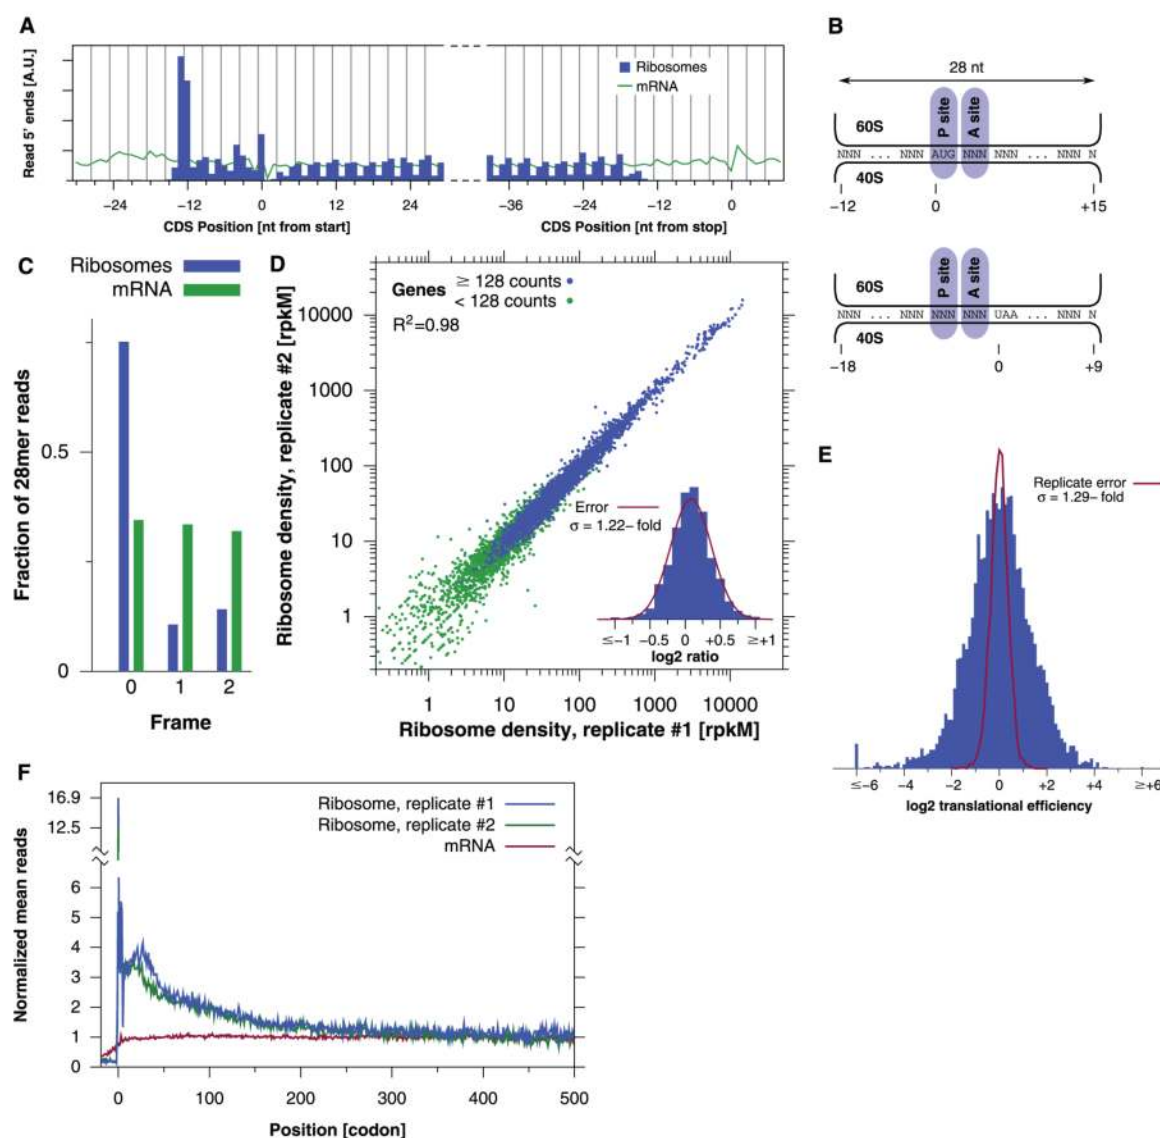 A
Read 5' ends [A.U.]
Ribosomes
mRNA
−24 −12 0 12 24 −36 −24 −12 0
CDS Position [nt from start] CDS Position [nt from stop]
B
28 nt
P site A site
60S
NNN ... NNN AUG NNN NNN ... NNN N
40S
−12 0 +15
P site A site
60S
NNN ... NNN NNN NNN UAA ... NNN N
40S
−18 0 +9
C
Ribosomes
mRNA
Fraction of 28mer reads
0.5
0
0 1 2
Frame
D
Ribosome density, replicate #2 [rpkM]
Genes ≥ 128 counts
< 128 counts
R²=0.98
10000
1000
100
10
1
Error
σ = 1.22− fold
≤−1 −0.5 0 +0.5 ≥+1
log2 ratio
1 10 100 1000 10000
Ribosome density, replicate #1 [rpkM]
E
Replicate error
σ = 1.29− fold
≤−6 −4 −2 0 +2 +4 ≥+6
log2 translational efficiency
F
Normalized mean reads
16.9
12.5
6
5
4
3
2
1
0
Ribosome, replicate #1
Ribosome, replicate #2
mRNA
0 100 200 300 400 500
Position [codon]